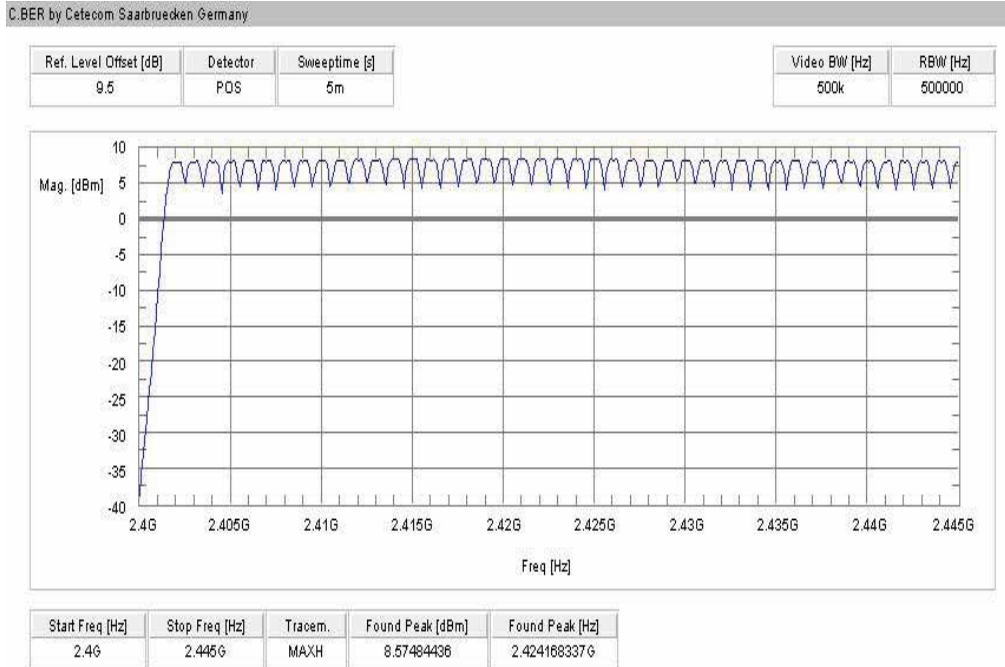 C.BER by Cetecom Saarbruecken Germany
Ref. Level Offset [dB] Detector Sweeptime [s] Video BW [Hz] RBW [Hz]
9.5 POS 5m 500k 500000
10
Mag. [dBm] 5
0
-5
-10
-15
-20
-25
-30
-35
-40
2.4G 2.405G 2.41G 2.415G 2.42G 2.425G 2.43G 2.435G 2.44G 2.445G
Freq [Hz]
Start Freq [Hz] Stop Freq [Hz] Tracem. Found Peak [dBm] Found Peak [Hz]
2.4G 2.445G MAXH 8.57484436 2.424168337G